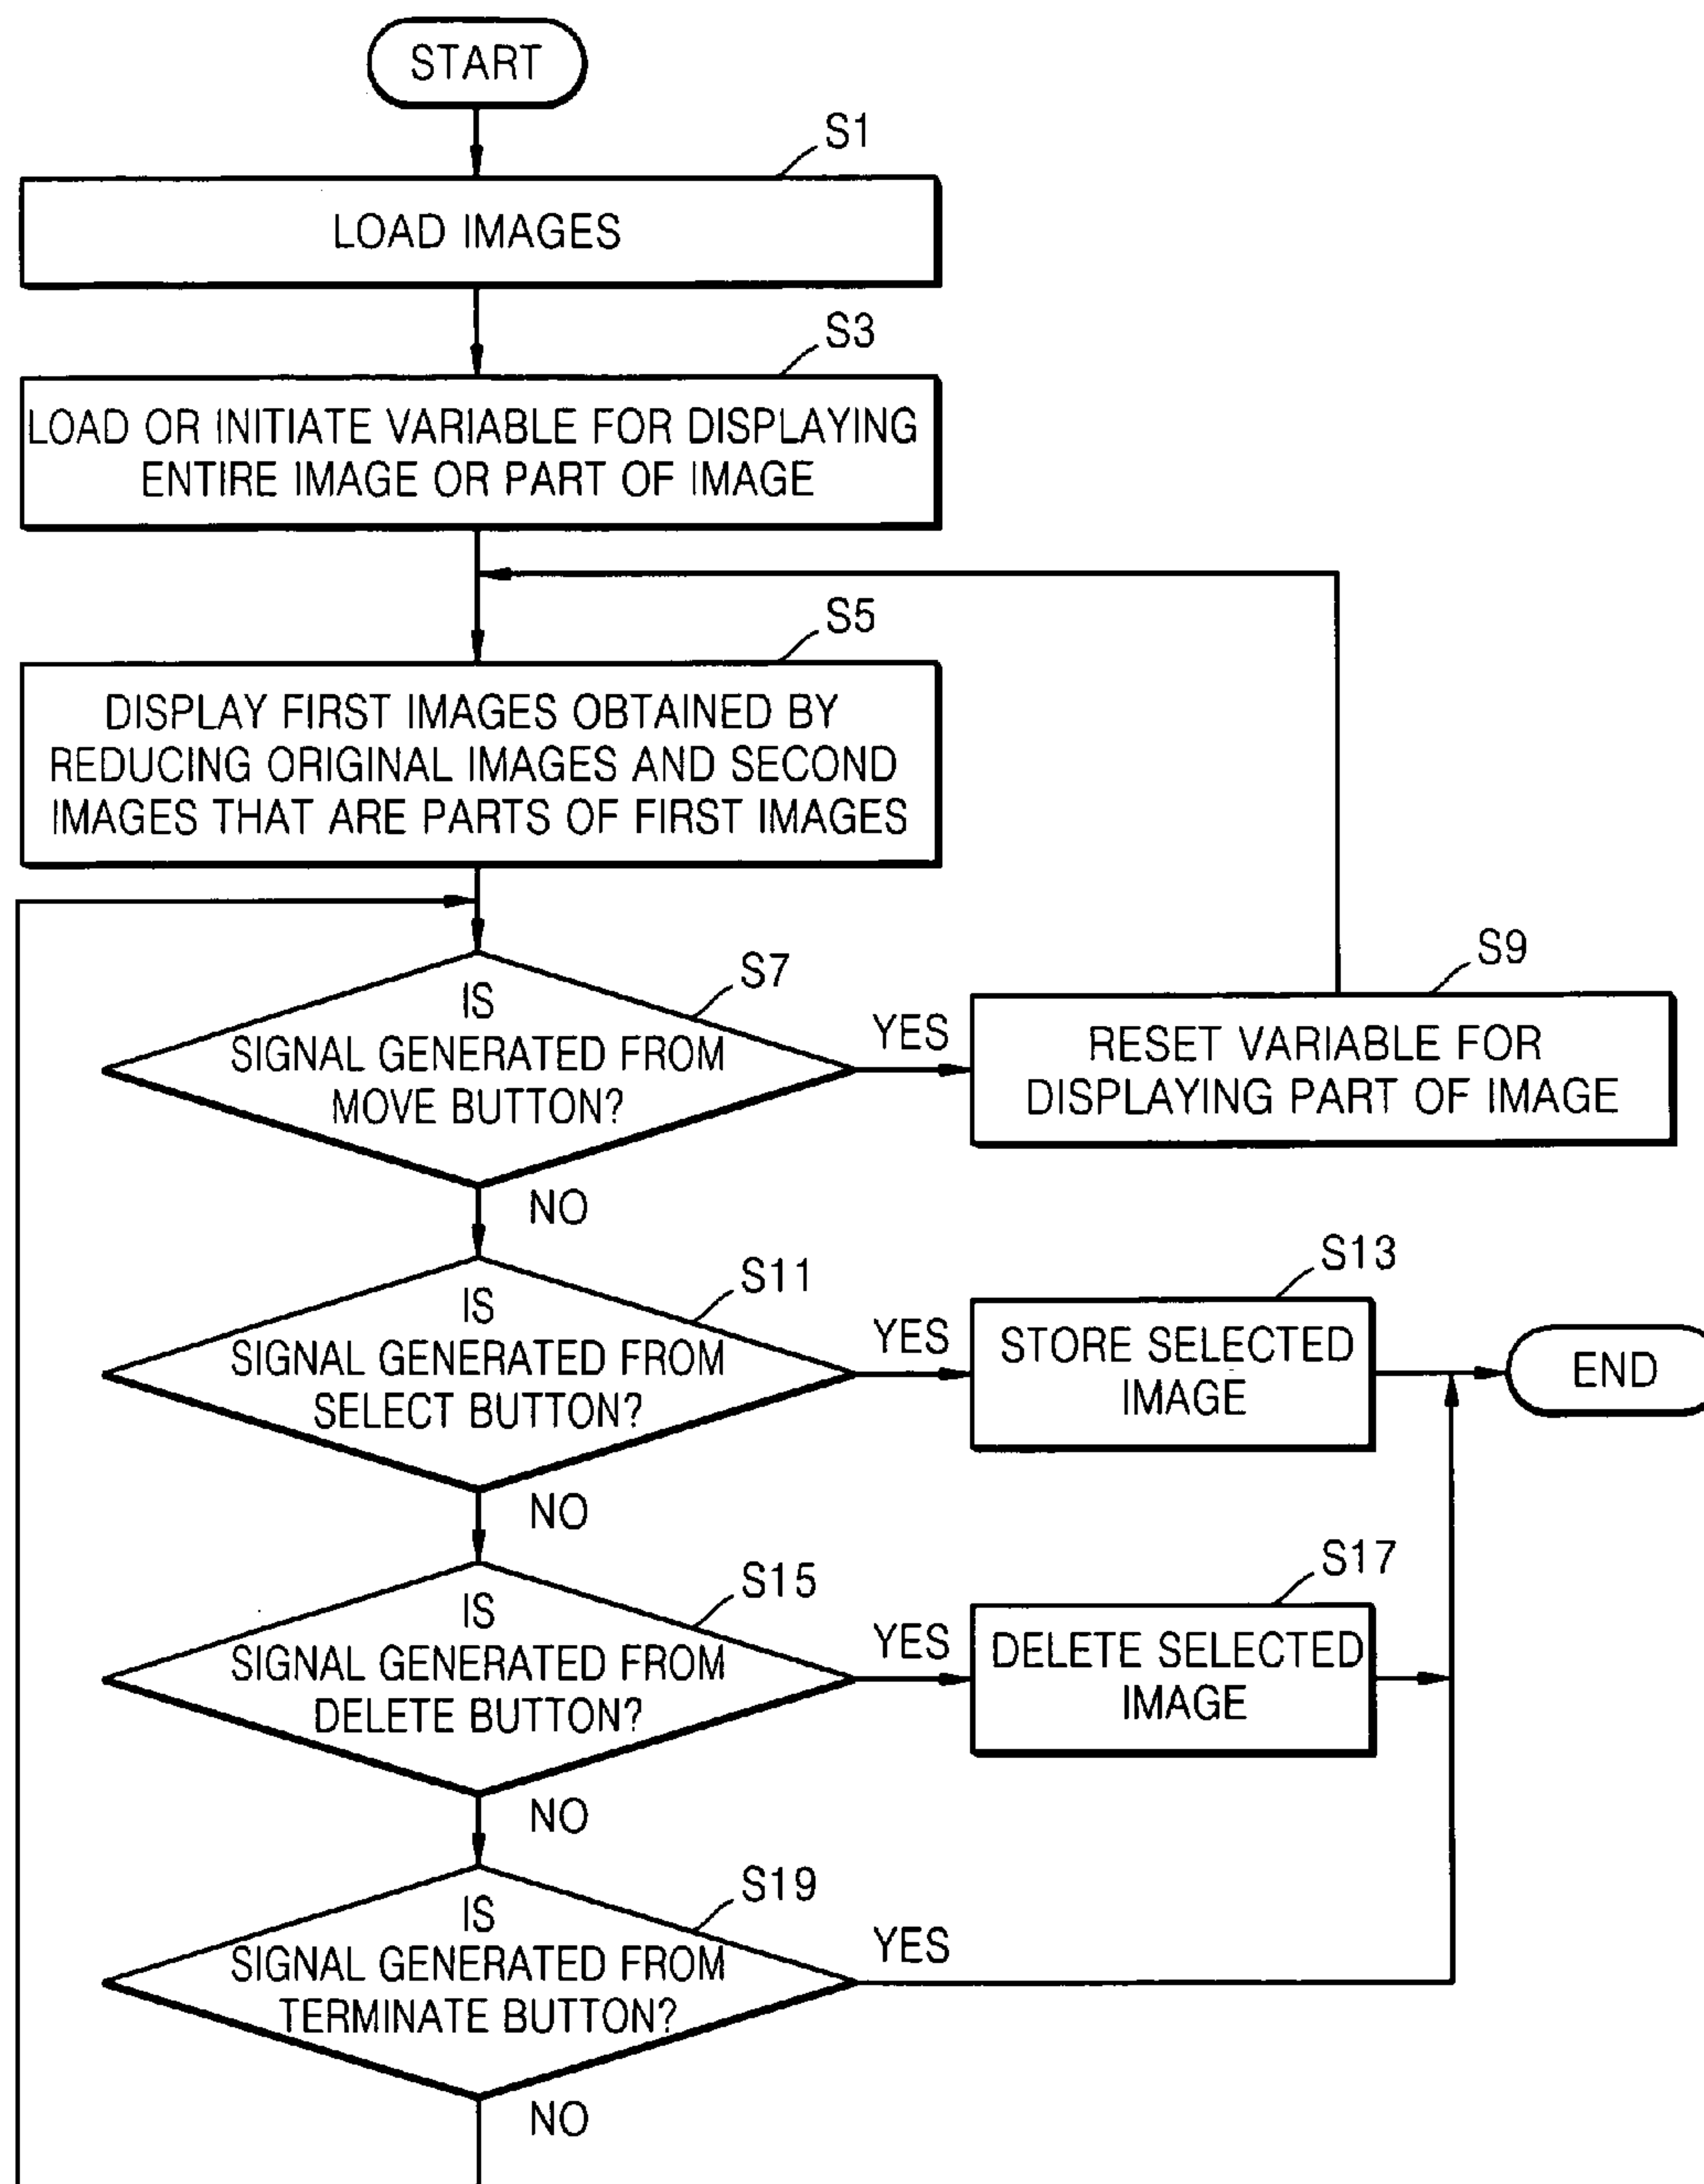 START
S1
LOAD IMAGES
S3
LOAD OR INITIATE VARIABLE FOR DISPLAYING
ENTIRE IMAGE OR PART OF IMAGE
S5
DISPLAY FIRST IMAGES OBTAINED BY
REDUCING ORIGINAL IMAGES AND SECOND
IMAGES THAT ARE PARTS OF FIRST IMAGES
S7
IS
SIGNAL GENERATED FROM
MOVE BUTTON?
YES
S9
RESET VARIABLE FOR
DISPLAYING PART OF IMAGE
NO
S11
IS
SIGNAL GENERATED FROM
SELECT BUTTON?
YES
S13
STORE SELECTED
IMAGE
END
NO
S15
IS
SIGNAL GENERATED FROM
DELETE BUTTON?
YES
S17
DELETE SELECTED
IMAGE
NO
S19
IS
SIGNAL GENERATED FROM
TERMINATE BUTTON?
YES
NO